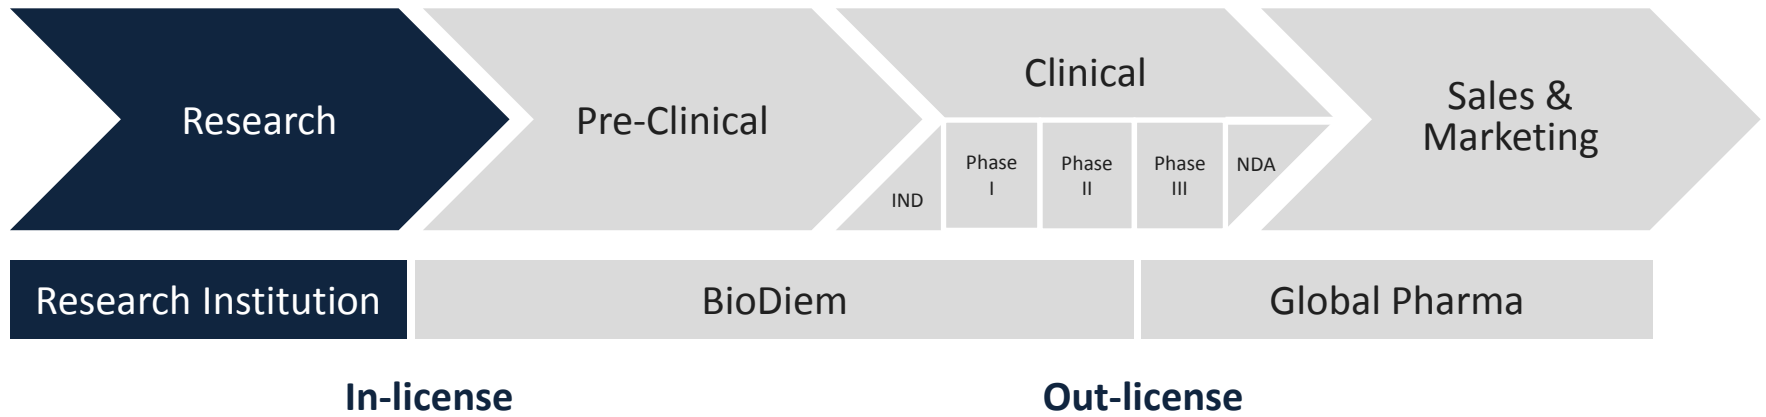 Research
Pre-Clinical
Clinical
IND
Phase
I
Phase
II
Phase
III
NDA
Sales &
Marketing
Research Institution
BioDiem
Global Pharma
In-license
Out-license